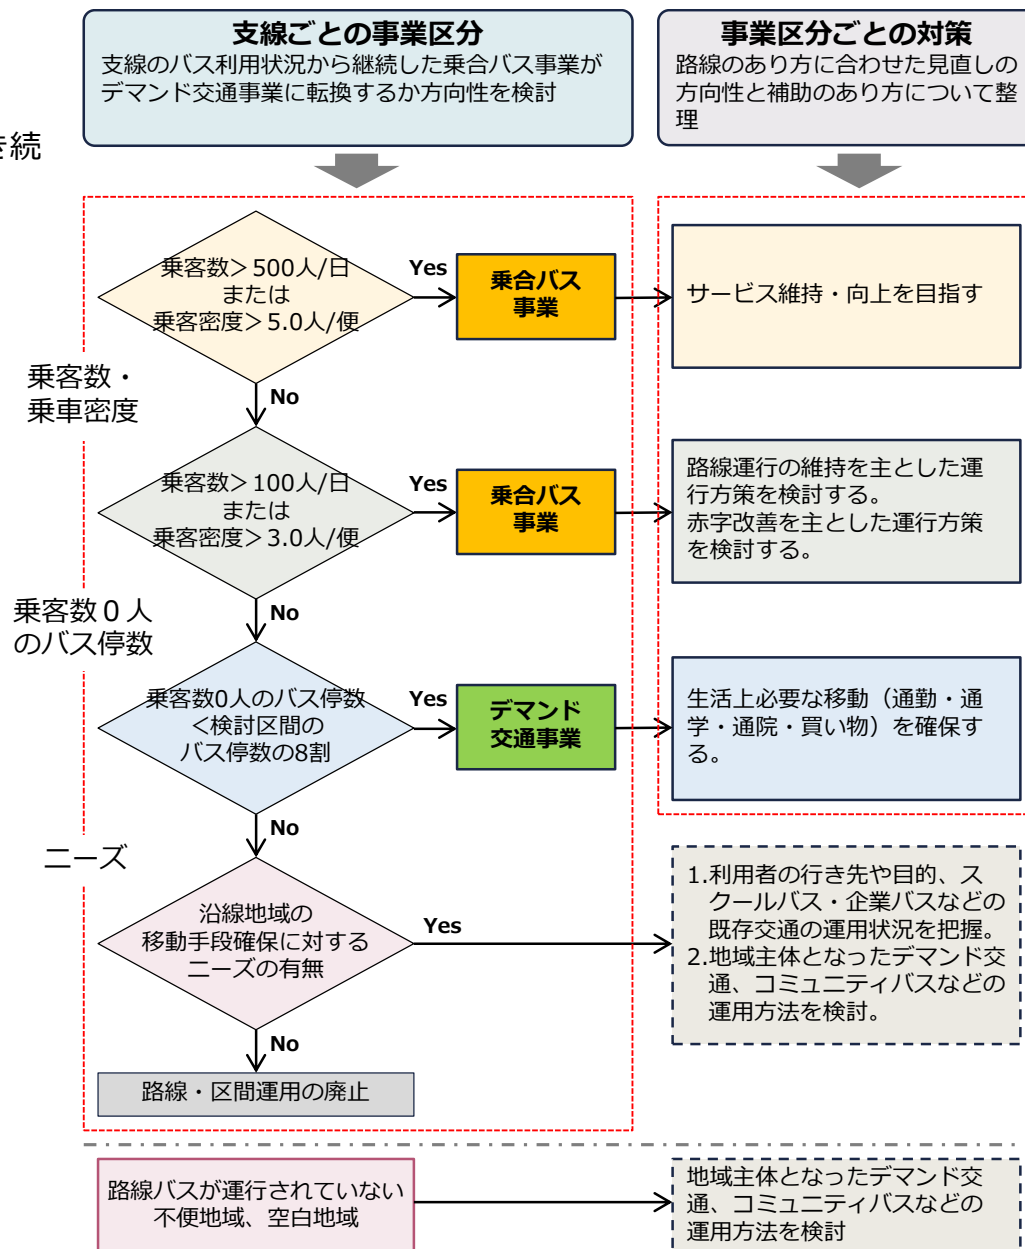 支線ごとの事業区分
支線のバス利用状況から継続した乗合バス事業が
デマンド交通事業に転換するか方向性を検討
事業区分ごとの対策
路線のあり方に合わせた見直しの
方向性と補助のあり方について整
理
き続
乗客数＞500人/日
または
乗客密度＞5.0人/便
Yes
乗合バス
事業
サービス維持・向上を目指す
乗客数・
乗車密度
No
乗客数＞100人/日
または
乗客密度＞3.0人/便
Yes
乗合バス
事業
路線運行の維持を主とした運
行方策を検討する。
赤字改善を主とした運行方策
を検討する。
乗客数０人
のバス停数
No
乗客数0人のバス停数
＜検討区間の
バス停数の8割
Yes
デマンド
交通事業
生活上必要な移動（通勤・通
学・通院・買い物）を確保す
る。
ニーズ
No
沿線地域の
移動手段確保に対する
ニーズの有無
Yes
1.利用者の行き先や目的、ス
クールバス・企業バスなどの
既存交通の運用状況を把握。
2.地域主体となったデマンド交
通、コミュニティバスなどの
運用方法を検討。
No
路線・区間運用の廃止
路線バスが運行されていない
不便地域、空白地域
地域主体となったデマンド交
通、コミュニティバスなどの
運用方法を検討